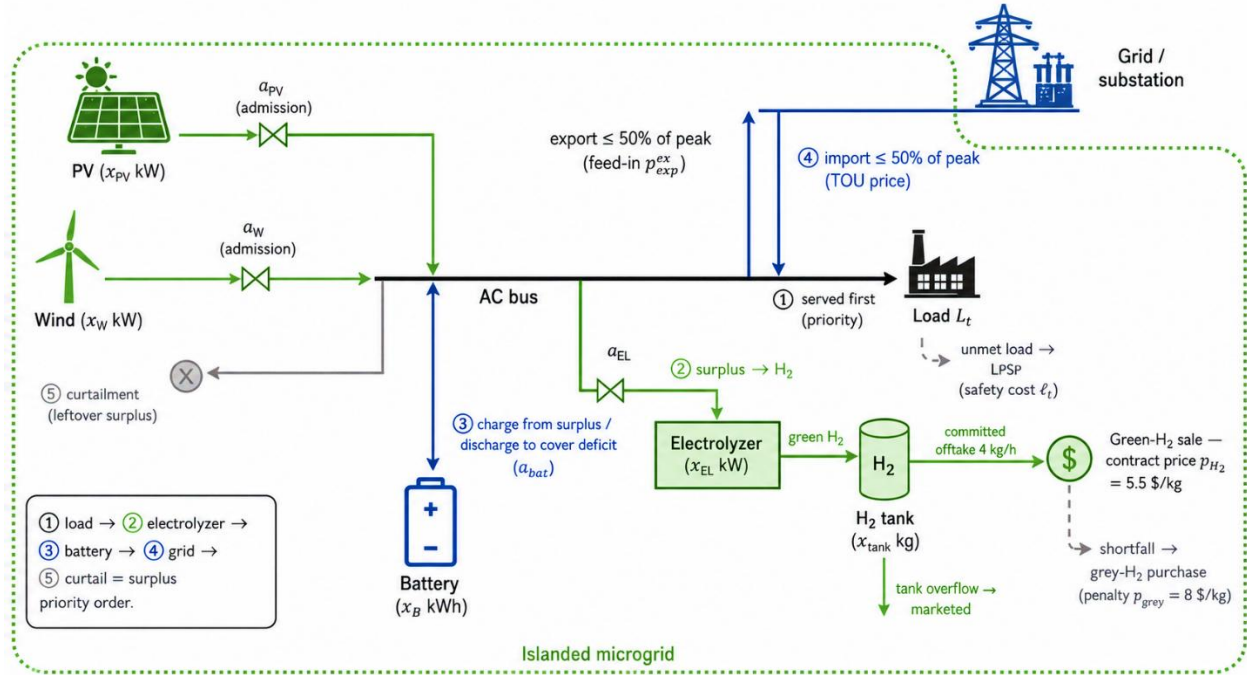 Grid /
substation
a_PV
(admission)
PV (x_PV kW)
export ≤ 50% of peak
(feed-in p_exp^ex)
④ import ≤ 50% of peak
(TOU price)
a_W
(admission)
Wind (x_W kW)
AC bus
① served first
(priority)
Load L_t
unmet load →
LPSP
(safety cost ℓ_t)
X
⑤ curtailment
(leftover surplus)
a_EL
② surplus → H₂
③ charge from surplus /
discharge to cover deficit
(a_bat)
Electrolyzer
(x_EL kW)
green H₂
H₂
committed
offtake 4 kg/h
$
Green-H₂ sale —
contract price p_H₂
= 5.5 $/kg
H₂ tank
(x_tank kg)
shortfall →
grey-H₂ purchase
(penalty p_grey = 8 $/kg)
tank overflow →
marketed
+
−
Battery
(x_B kWh)
① load → ② electrolyzer →
③ battery → ④ grid →
⑤ curtail = surplus
priority order.
Islanded microgrid